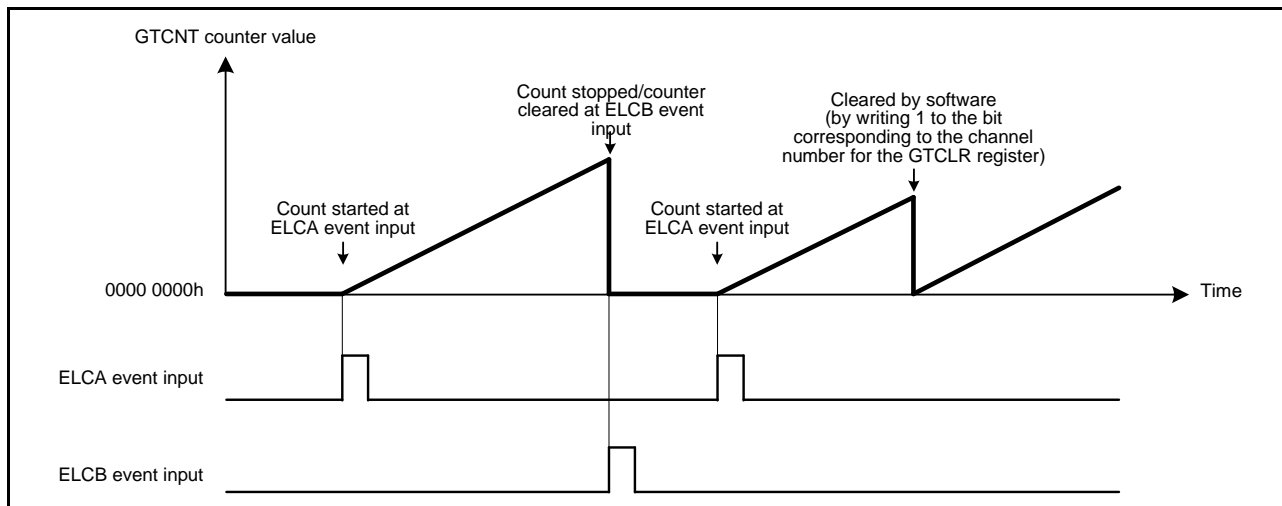 GTCNT counter value
Count stopped/counter
cleared at ELCB event
input
Cleared by software
(by writing 1 to the bit
corresponding to the channel
number for the GTCLR register)
Count started at
ELCA event input
Count started at
ELCA event input
0000 0000h
Time
ELCA event input
ELCB event input